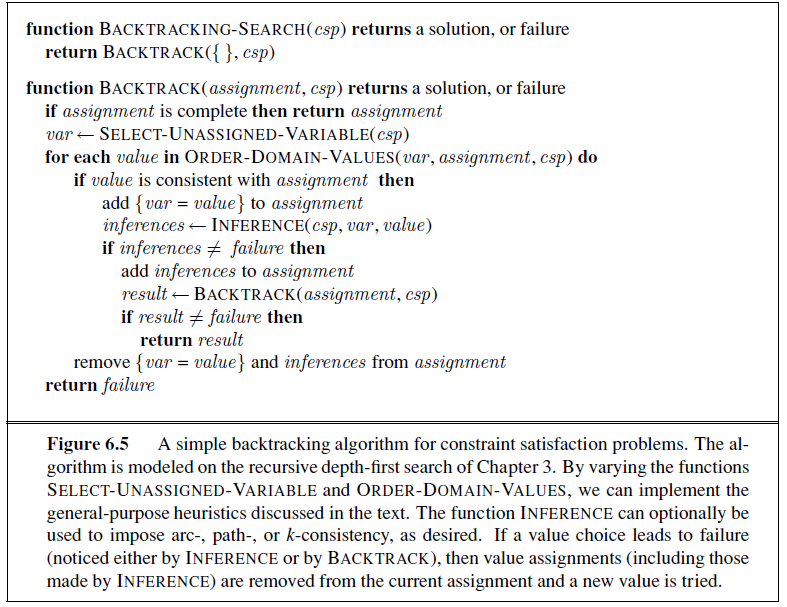 function BACKTRACKING-SEARCH(csp) returns a solution, or failure
return BACKTRACK({ }, csp)
function BACKTRACK(assignment, csp) returns a solution, or failure
if assignment is complete then return assignment
var ← SELECT-UNASSIGNED-VARIABLE(csp)
for each value in ORDER-DOMAIN-VALUES(var, assignment, csp) do
if value is consistent with assignment then
add {var = value} to assignment
inferences ← INFERENCE(csp, var, value)
if inferences ≠ failure then
add inferences to assignment
result ← BACKTRACK(assignment, csp)
if result ≠ failure then
return result
remove {var = value} and inferences from assignment
return failure
Figure 6.5 A simple backtracking algorithm for constraint satisfaction problems. The al-
gorithm is modeled on the recursive depth-first search of Chapter 3. By varying the functions
SELECT-UNASSIGNED-VARIABLE and ORDER-DOMAIN-VALUES, we can implement the
general-purpose heuristics discussed in the text. The function INFERENCE can optionally be
used to impose arc-, path-, or k-consistency, as desired. If a value choice leads to failure
(noticed either by INFERENCE or by BACKTRACK), then value assignments (including those
made by INFERENCE) are removed from the current assignment and a new value is tried.